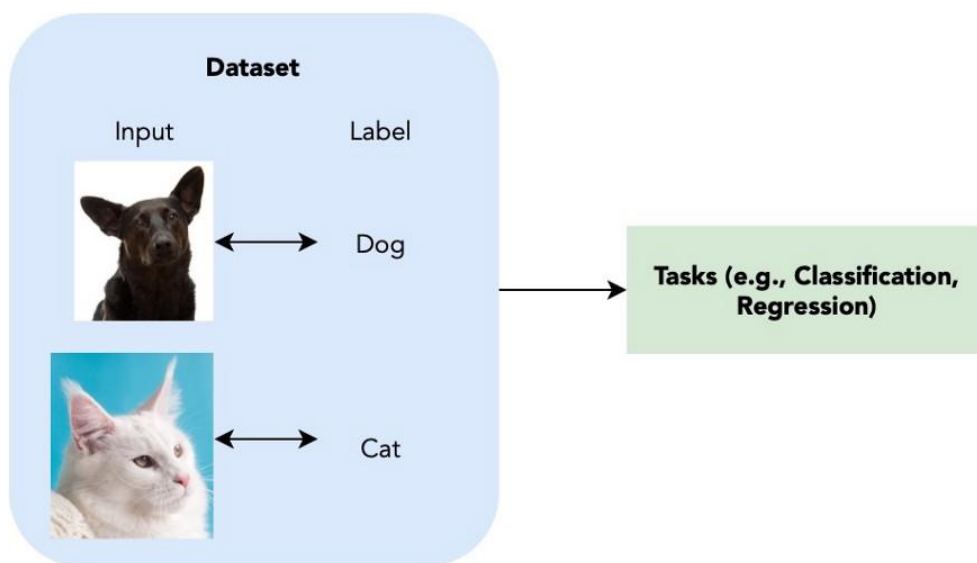 Dataset
Input Label
Dog
Cat
Tasks (e.g., Classification,
Regression)